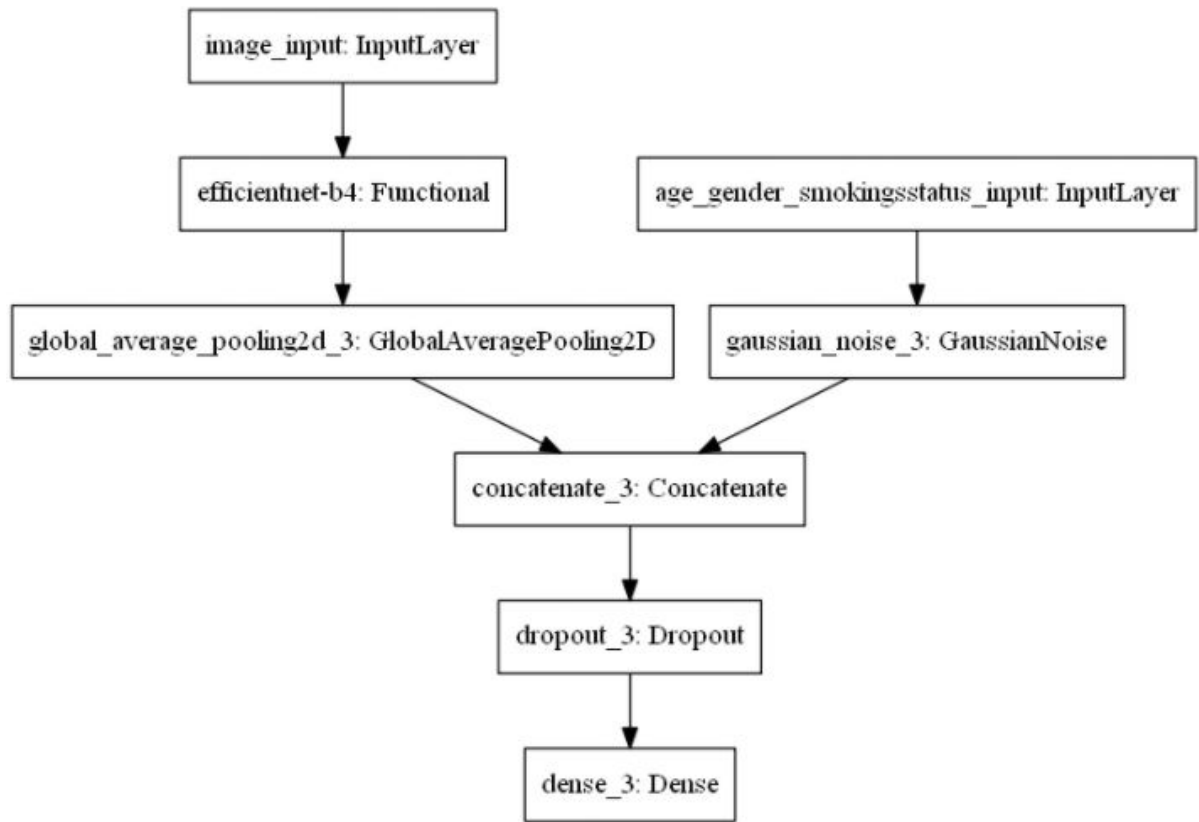 image_input: InputLayer
efficientnet-b4: Functional
age_gender_smokingsstatus_input: InputLayer
global_average_pooling2d_3: GlobalAveragePooling2D
gaussian_noise_3: GaussianNoise
concatenate_3: Concatenate
dropout_3: Dropout
dense_3: Dense